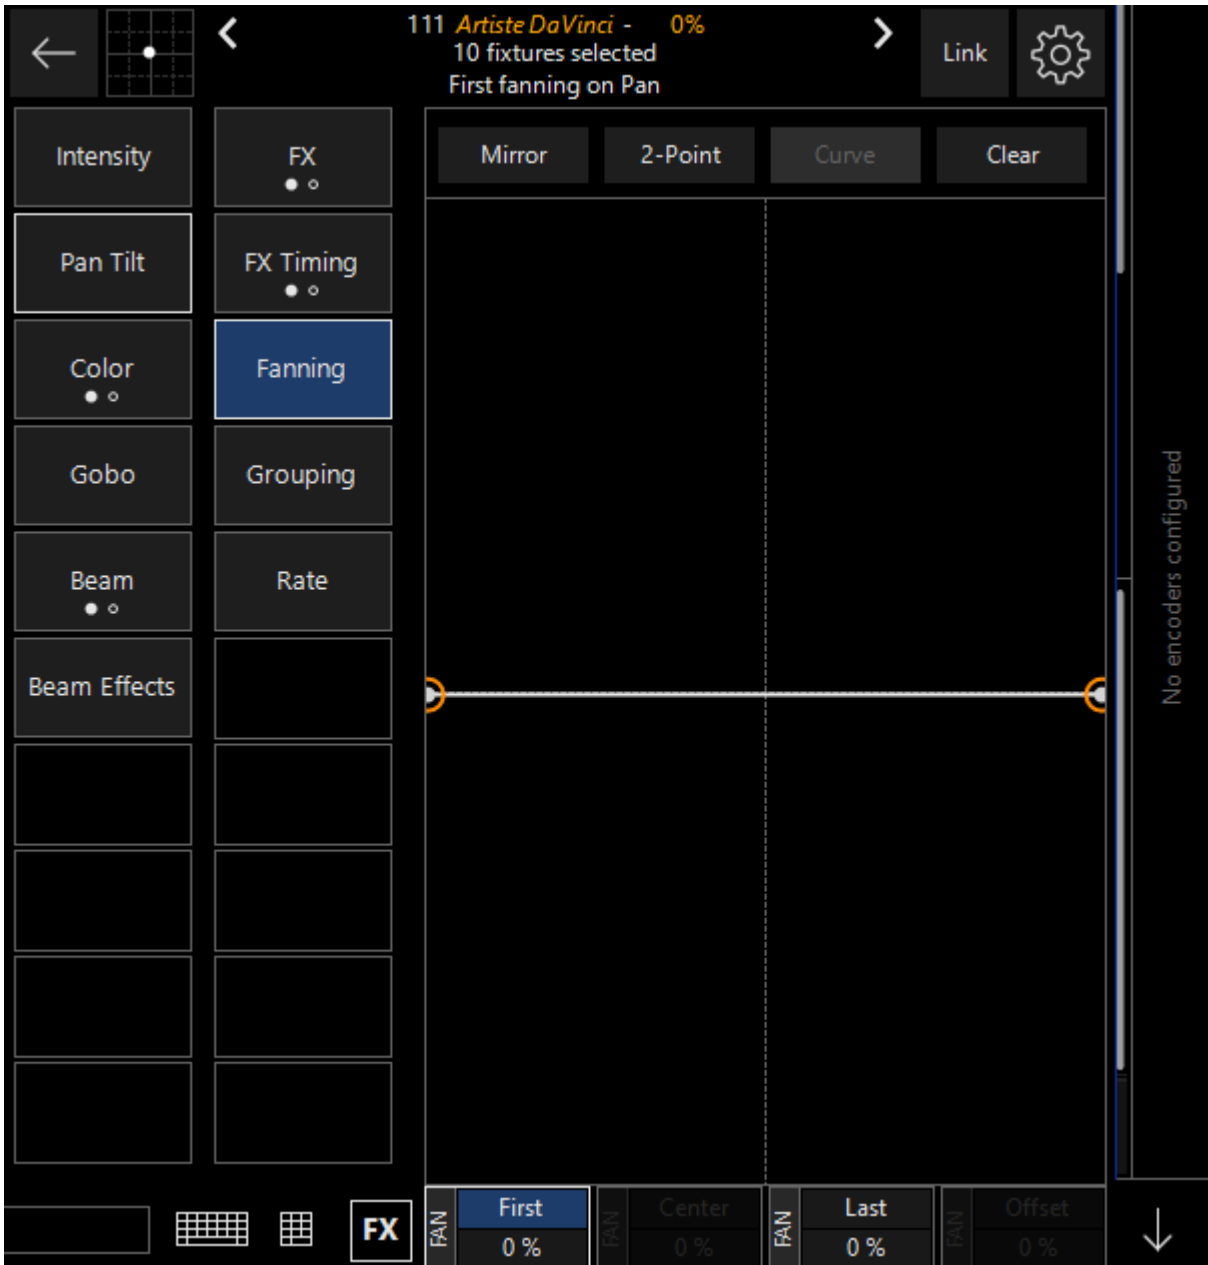 111 Artiste DaVinci - 0%
10 fixtures selected
First fanning on Pan
Link
Intensity
Pan Tilt
Color
Gobo
Beam
Beam Effects
FX
FX Timing
Fanning
Grouping
Rate
Mirror
2-Point
Curve
Clear
No encoders configured
FX
FAN
First
0 %
FAN
Center
0 %
FAN
Last
0 %
FAN
Offset
0 %